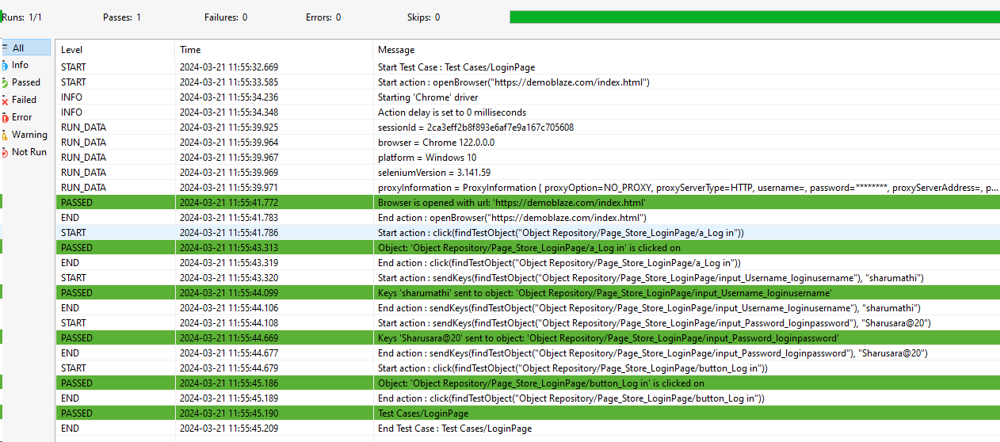 Runs: 1/1 Passes: 1 Failures: 0 Errors: 0 Skips: 0
All
Info
Passed
Failed
Error
Warning
Not Run
Level Time Message
START 2024-03-21 11:55:32.669 Start Test Case : Test Cases/LoginPage
START 2024-03-21 11:55:33.585 Start action : openBrowser("https://demoblaze.com/index.html")
INFO 2024-03-21 11:55:34.236 Starting 'Chrome' driver
INFO 2024-03-21 11:55:34.348 Action delay is set to 0 milliseconds
RUN_DATA 2024-03-21 11:55:39.925 sessionId = 2ca3eff2b8f893e6af7e9a167c705608
RUN_DATA 2024-03-21 11:55:39.964 browser = Chrome 122.0.0.0
RUN_DATA 2024-03-21 11:55:39.967 platform = Windows 10
RUN_DATA 2024-03-21 11:55:39.969 seleniumVersion = 3.141.59
RUN_DATA 2024-03-21 11:55:39.971 proxyInformation = ProxyInformation { proxyOption=NO_PROXY, proxyServerType=HTTP, username=, password=********, proxyServerAddress=, p...
PASSED 2024-03-21 11:55:41.772 Browser is opened with url: 'https://demoblaze.com/index.html'
END 2024-03-21 11:55:41.783 End action : openBrowser("https://demoblaze.com/index.html")
START 2024-03-21 11:55:41.786 Start action : click(findTestObject("Object Repository/Page_Store_LoginPage/a_Log in"))
PASSED 2024-03-21 11:55:43.313 Object: 'Object Repository/Page_Store_LoginPage/a_Log in' is clicked on
END 2024-03-21 11:55:43.319 End action : click(findTestObject("Object Repository/Page_Store_LoginPage/a_Log in"))
START 2024-03-21 11:55:43.320 Start action : sendKeys(findTestObject("Object Repository/Page_Store_LoginPage/input_Username_loginusername"), "sharumathi")
PASSED 2024-03-21 11:55:44.099 Keys 'sharumathi' sent to object: 'Object Repository/Page_Store_LoginPage/input_Username_loginusername'
END 2024-03-21 11:55:44.106 End action : sendKeys(findTestObject("Object Repository/Page_Store_LoginPage/input_Username_loginusername"), "sharumathi")
START 2024-03-21 11:55:44.108 Start action : sendKeys(findTestObject("Object Repository/Page_Store_LoginPage/input_Password_loginpassword"), "Sharusara@20")
PASSED 2024-03-21 11:55:44.669 Keys 'Sharusara@20' sent to object: 'Object Repository/Page_Store_LoginPage/input_Password_loginpassword'
END 2024-03-21 11:55:44.677 End action : sendKeys(findTestObject("Object Repository/Page_Store_LoginPage/input_Password_loginpassword"), "Sharusara@20")
START 2024-03-21 11:55:44.679 Start action : click(findTestObject("Object Repository/Page_Store_LoginPage/button_Log in"))
PASSED 2024-03-21 11:55:45.186 Object: 'Object Repository/Page_Store_LoginPage/button_Log in' is clicked on
END 2024-03-21 11:55:45.189 End action : click(findTestObject("Object Repository/Page_Store_LoginPage/button_Log in"))
PASSED 2024-03-21 11:55:45.190 Test Cases/LoginPage
END 2024-03-21 11:55:45.209 End Test Case : Test Cases/LoginPage